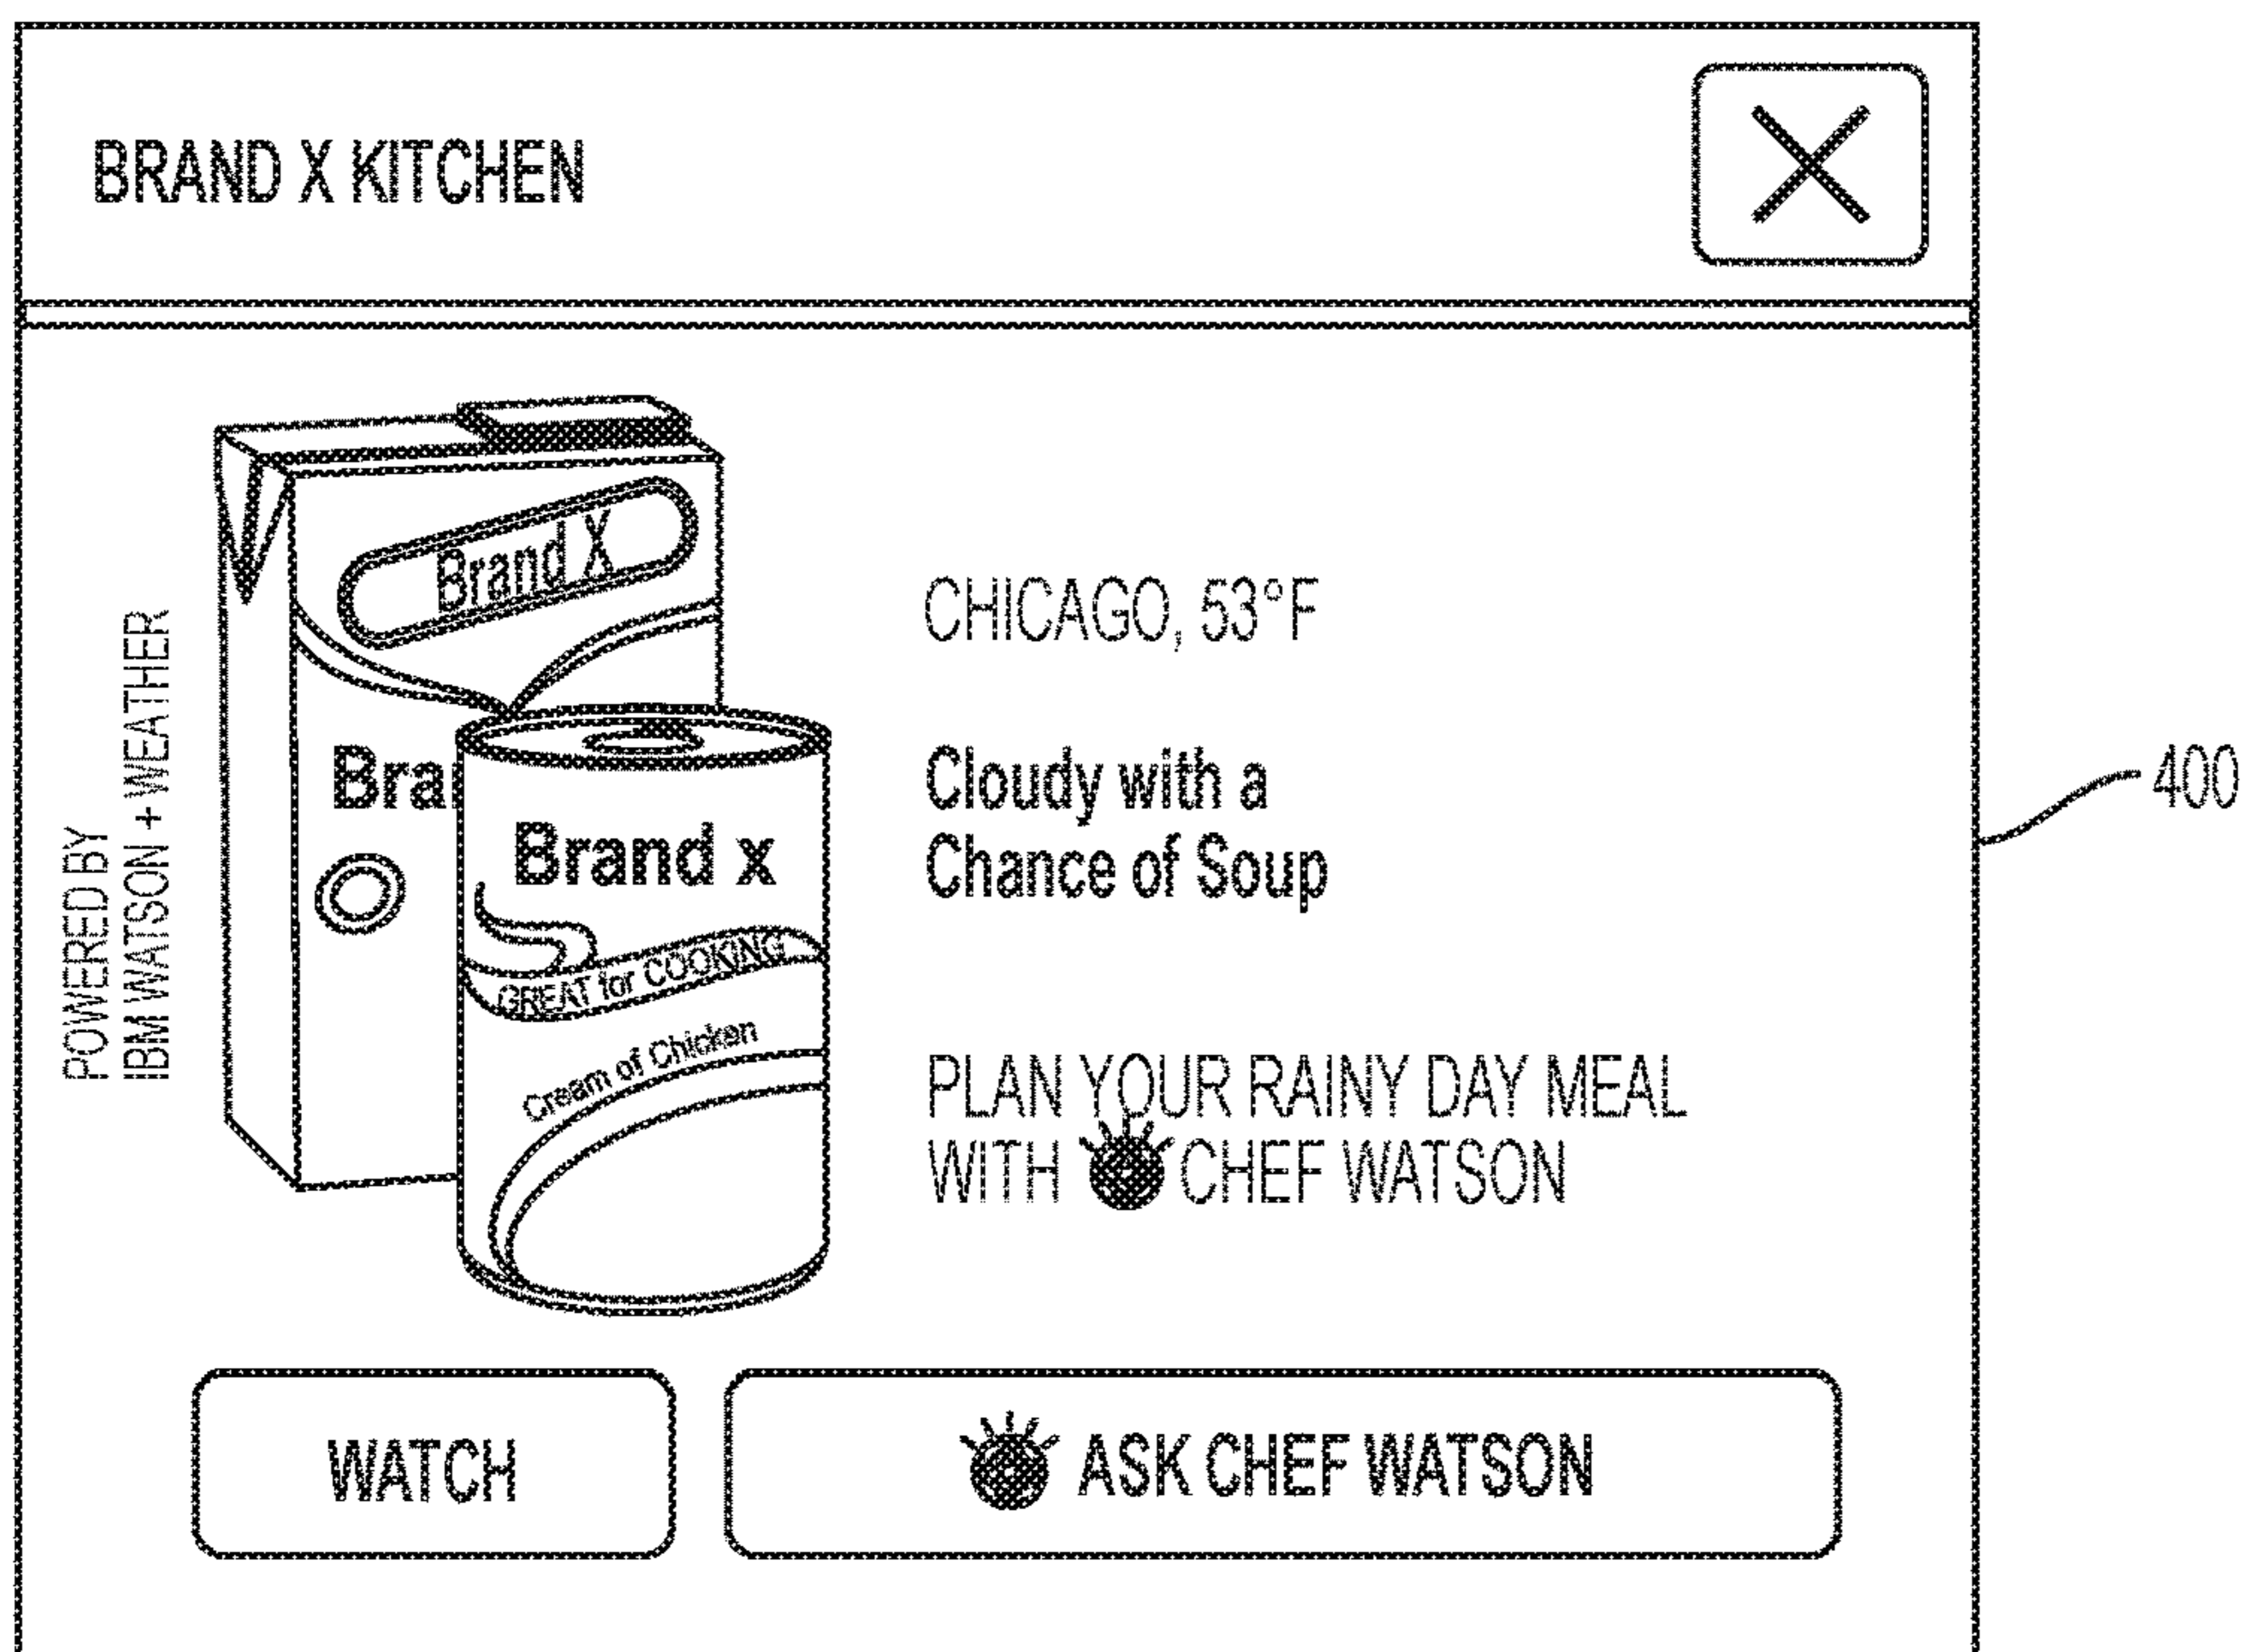 BRAND X KITCHEN
POWERED BY
IBM WATSON + WEATHER
Brand X
Bra
Brand x
GREAT for COOKING
Cream of Chicken
CHICAGO, 53°F
Cloudy with a
Chance of Soup
PLAN YOUR RAINY DAY MEAL
WITH CHEF WATSON
400
WATCH
ASK CHEF WATSON